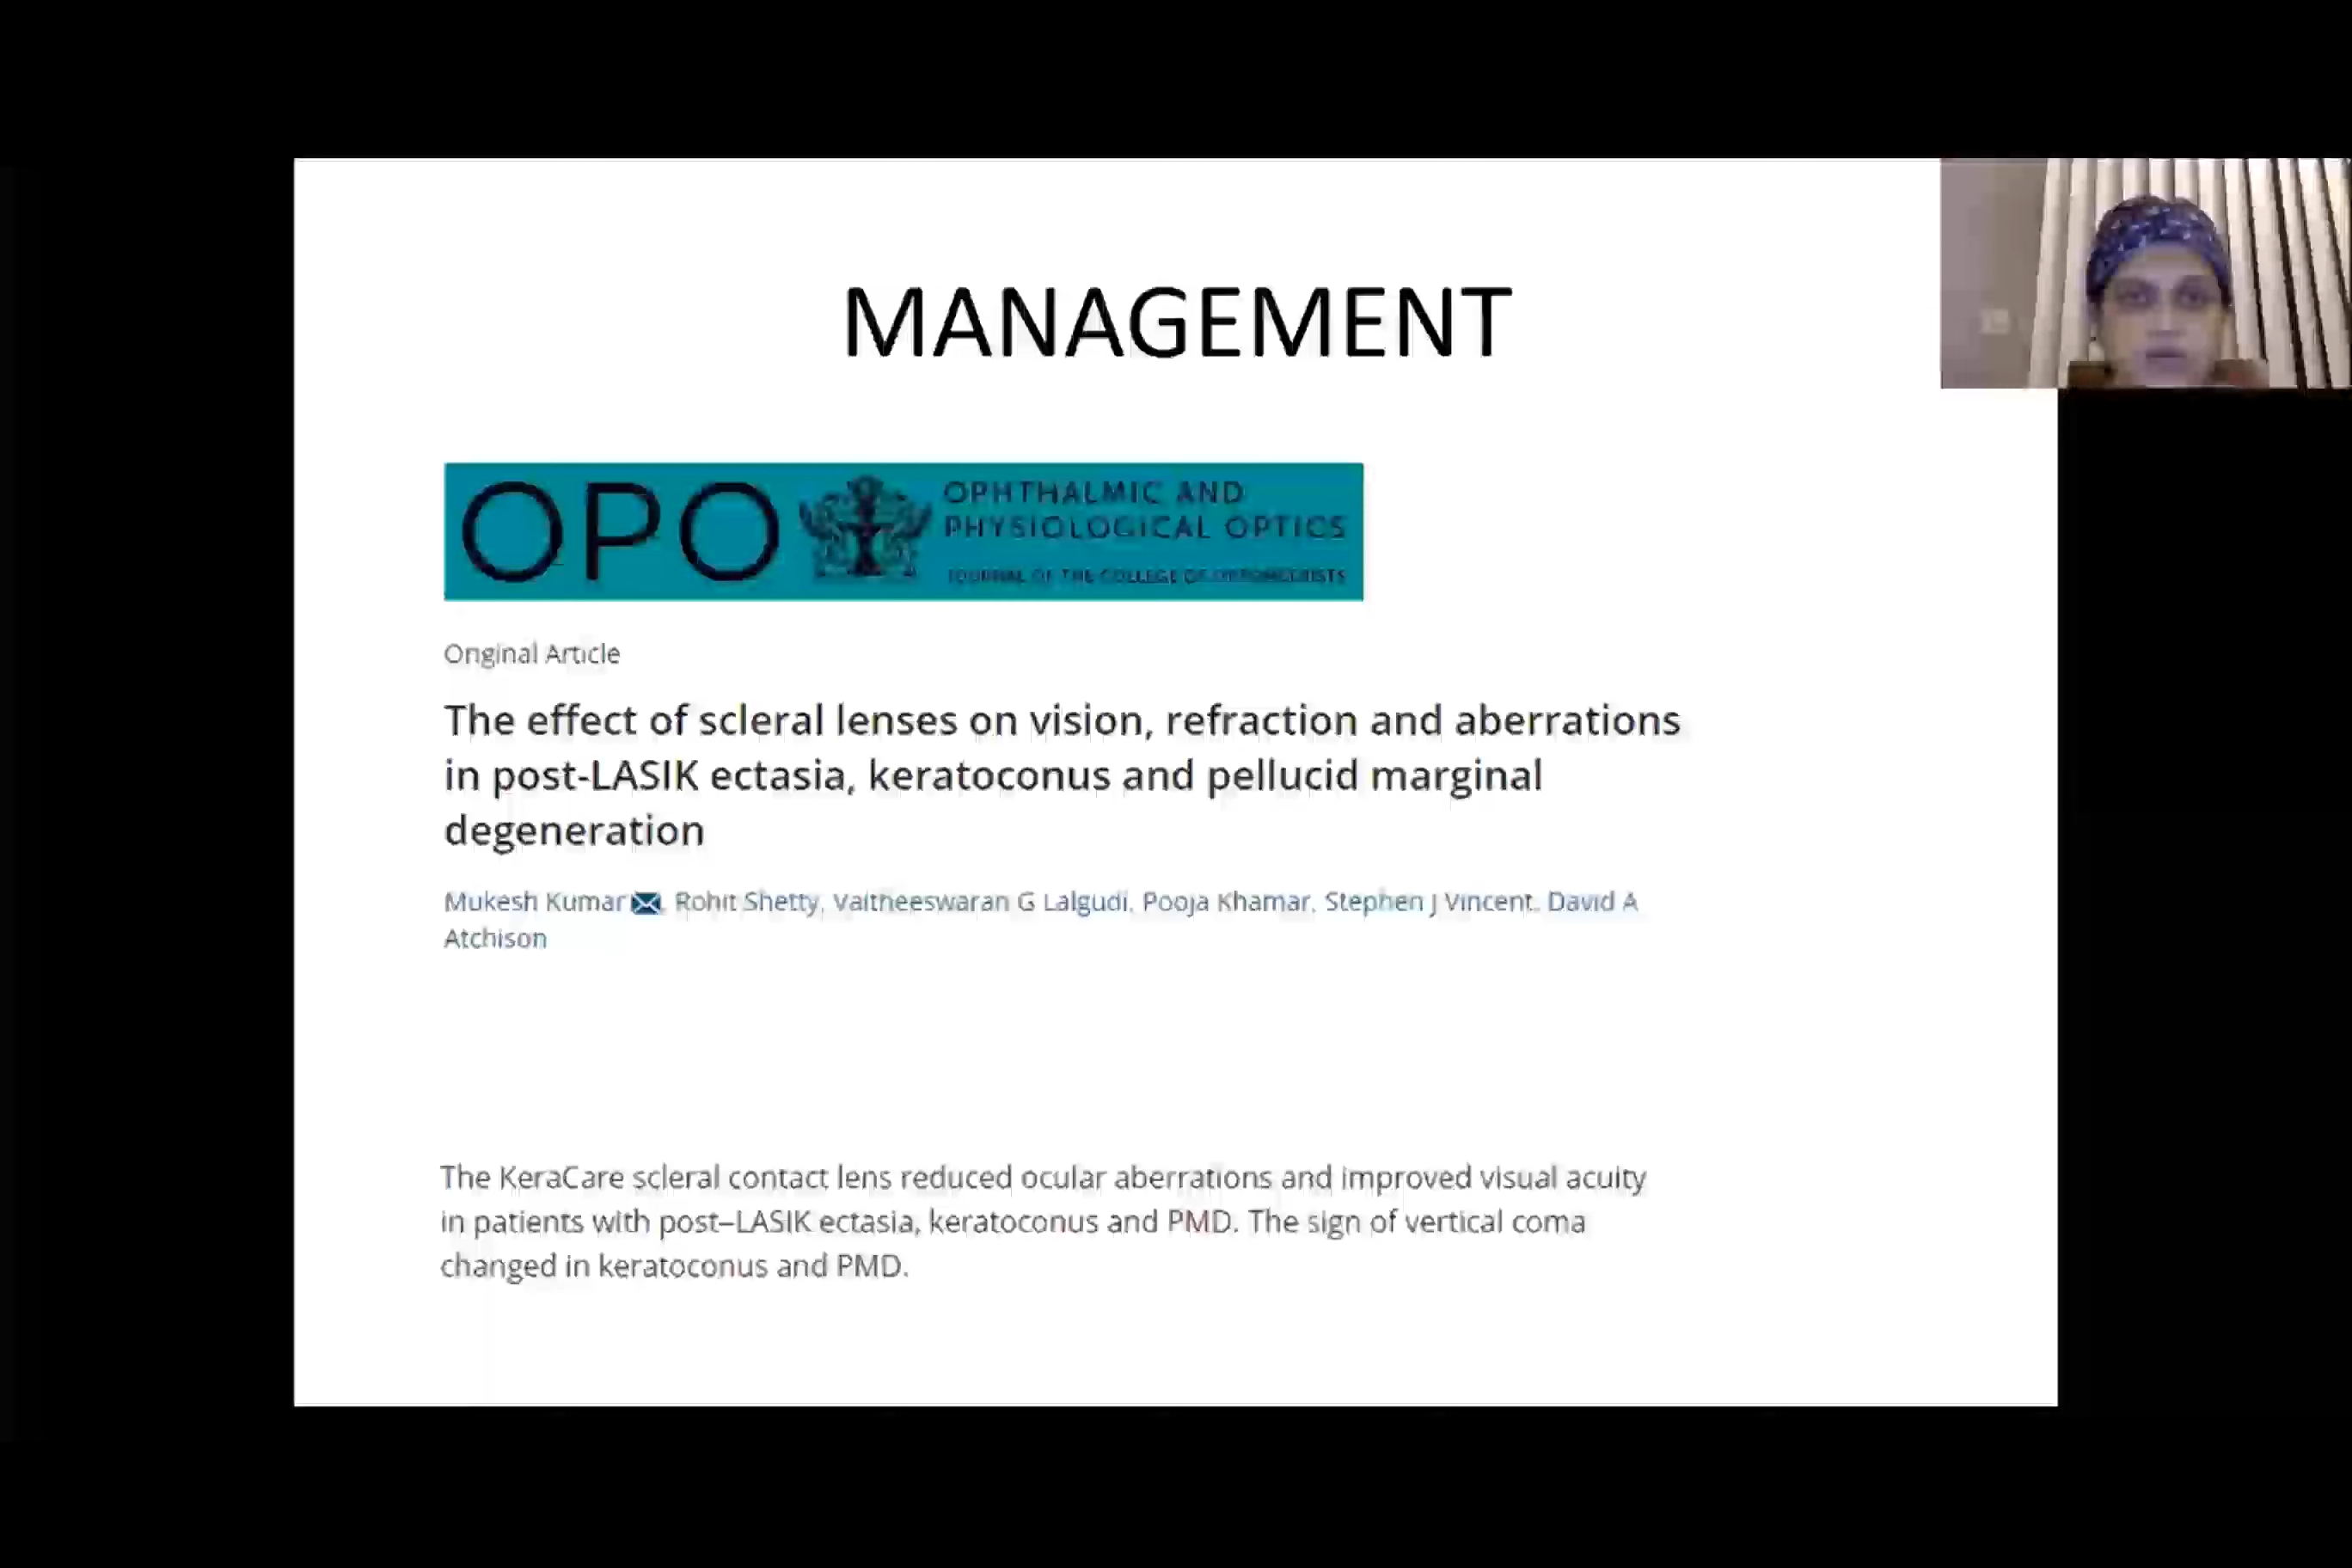 MANAGEMENT
OPO
OPHTHALMIC AND
PHYSIOLOGICAL OPTICS
JOURNAL OF THE COLLEGE OF OPTOMETRISTS
Original Article
The effect of scleral lenses on vision, refraction and aberrations
in post-LASIK ectasia, keratoconus and pellucid marginal
degeneration
Mukesh Kumar, Rohit Shetty, Vaitheeswaran G Lalgudi, Pooja Khamar, Stephen J Vincent, David A
Atchison
The KeraCare scleral contact lens reduced ocular aberrations and improved visual acuity
in patients with post–LASIK ectasia, keratoconus and PMD. The sign of vertical coma
changed in keratoconus and PMD.